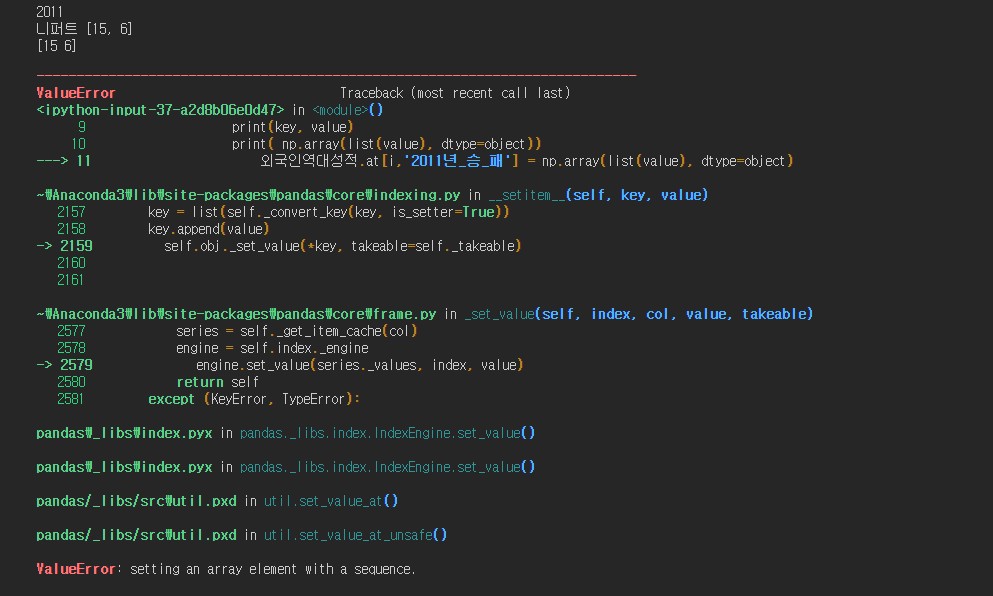 2011
니퍼트 [15, 6]
[15 6]
---------------------------------------------------------------------------
ValueError                                Traceback (most recent call last)
<ipython-input-37-a2d8b06e0d47> in <module>()
      9                     print(key, value)
     10                     print( np.array(list(value), dtype=object))
---> 11                         외국인역대성적.at[i,'2011년_승_패'] = np.array(list(value), dtype=object)
~\Anaconda3\lib\site-packages\pandas\core\indexing.py in __setitem__(self, key, value)
   2157         key = list(self._convert_key(key, is_setter=True))
   2158         key.append(value)
-> 2159           self.obj._set_value(*key, takeable=self._takeable)
   2160
   2161
~\Anaconda3\lib\site-packages\pandas\core\frame.py in _set_value(self, index, col, value, takeable)
   2577             series = self._get_item_cache(col)
   2578             engine = self.index._engine
-> 2579               engine.set_value(series._values, index, value)
   2580             return self
   2581         except (KeyError, TypeError):
pandas\_libs\index.pyx in pandas._libs.index.IndexEngine.set_value()
pandas\_libs\index.pyx in pandas._libs.index.IndexEngine.set_value()
pandas/_libs/src\util.pxd in util.set_value_at()
pandas/_libs/src\util.pxd in util.set_value_at_unsafe()
ValueError: setting an array element with a sequence.